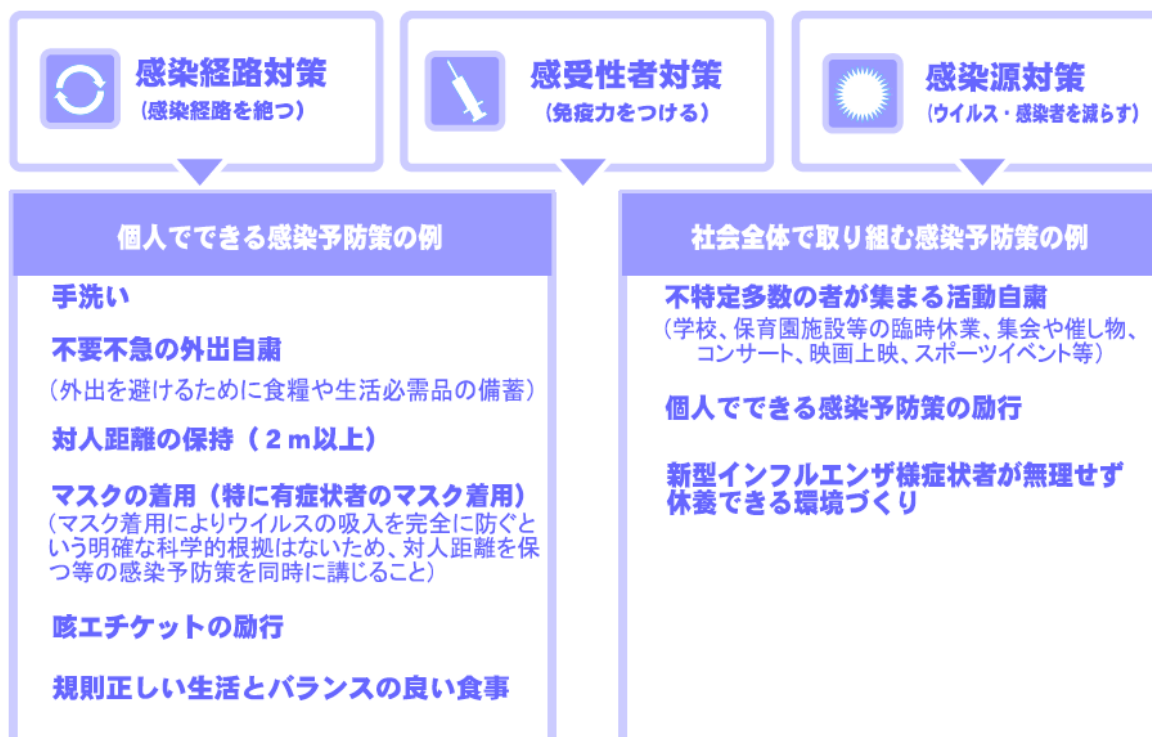 感染経路対策
(感染経路を絶つ)
感受性者対策
(免疫力をつける)
感染源対策
(ウイルス・感染者を減らす)
個人でできる感染予防策の例
手洗い
不要不急の外出自粛
(外出を避けるために食糧や生活必需品の備蓄)
対人距離の保持(2m以上)
マスクの着用(特に有症状者のマスク着用)
(マスク着用によりウイルスの吸入を完全に防ぐと
いう明確な科学的根拠はないため、対人距離を保
つ等の感染予防策を同時に講じること)
咳エチケットの励行
規則正しい生活とバランスの良い食事
社会全体で取り組む感染予防策の例
不特定多数の者が集まる活動自粛
(学校、保育園施設等の臨時休業、集会や催し物、
コンサート、映画上映、スポーツイベント等)
個人でできる感染予防策の励行
新型インフルエンザ様症状者が無理せず
休養できる環境づくり